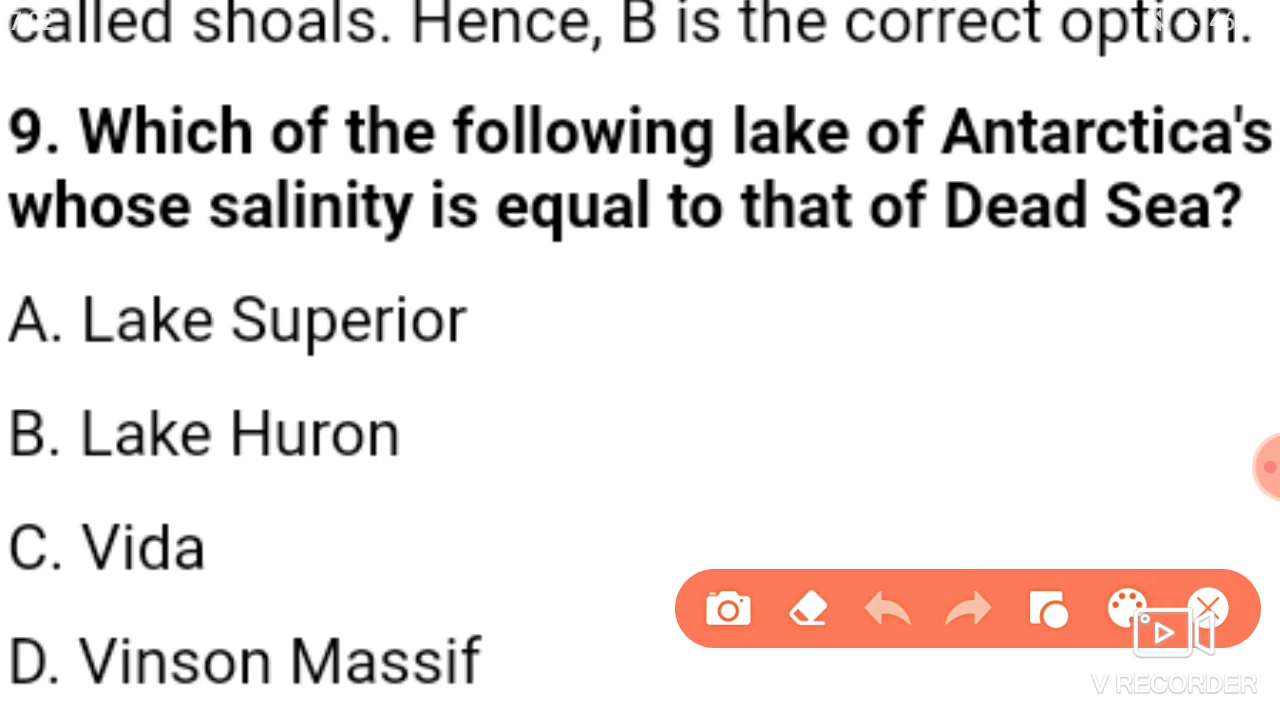 called shoals. Hence, B is the correct option.
9. Which of the following lake of Antarctica's
whose salinity is equal to that of Dead Sea?
A. Lake Superior
B. Lake Huron
C. Vida
D. Vinson Massif
V RECORDER